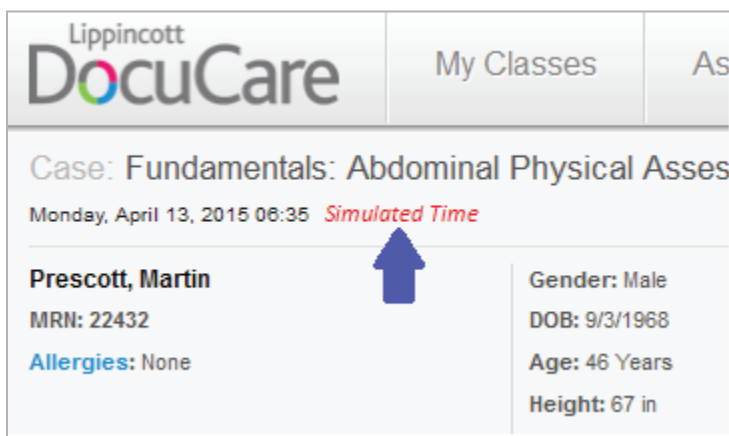 Lippincott
DocuCare
My Classes
As
Case: Fundamentals: Abdominal Physical Asses
Monday, April 13, 2015 06:35 Simulated Time
Prescott, Martin
MRN: 22432
Allergies: None
Gender: Male
DOB: 9/3/1968
Age: 46 Years
Height: 67 in